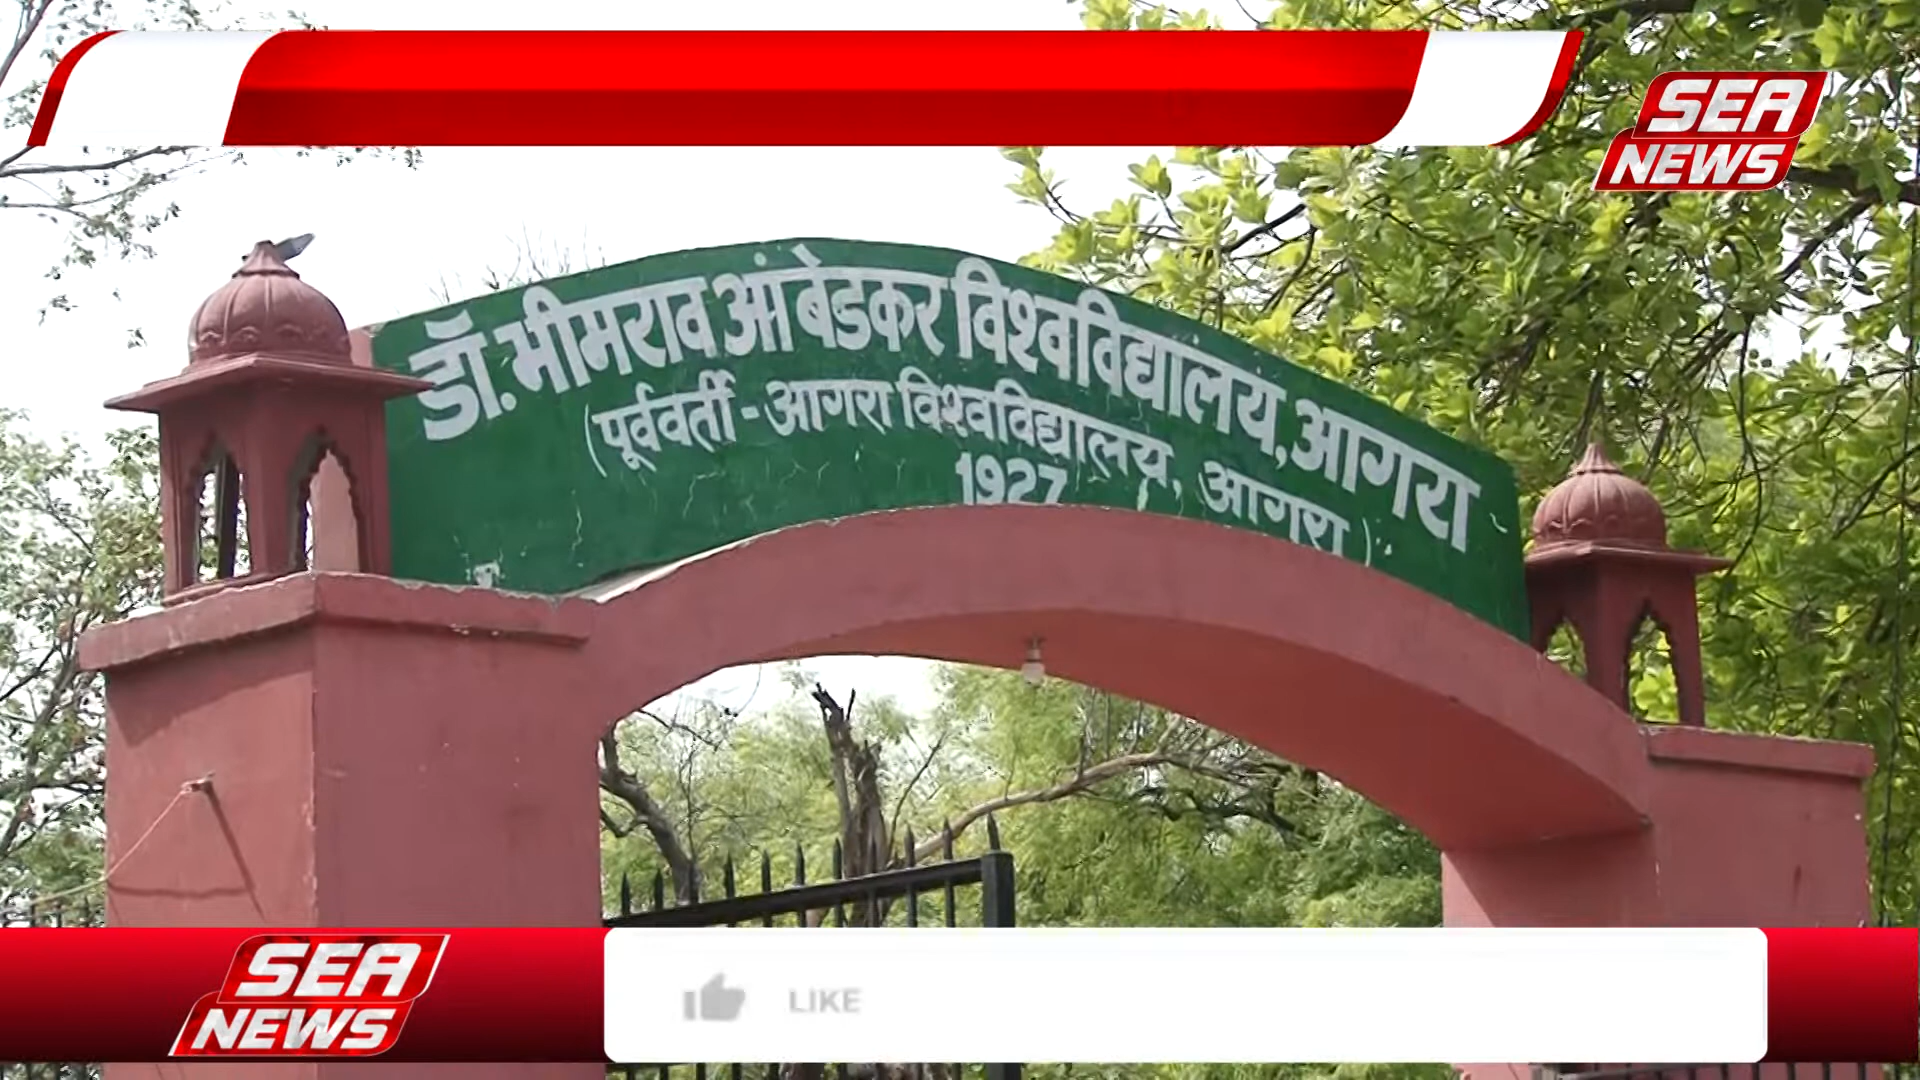 SEA
NEWS
डॉ. भीमराव आंबेडकर विश्वविद्यालय, आगरा
(पूर्ववर्ती - आगरा विश्वविद्यालय, आगरा)
1927
SEA
NEWS
LIKE